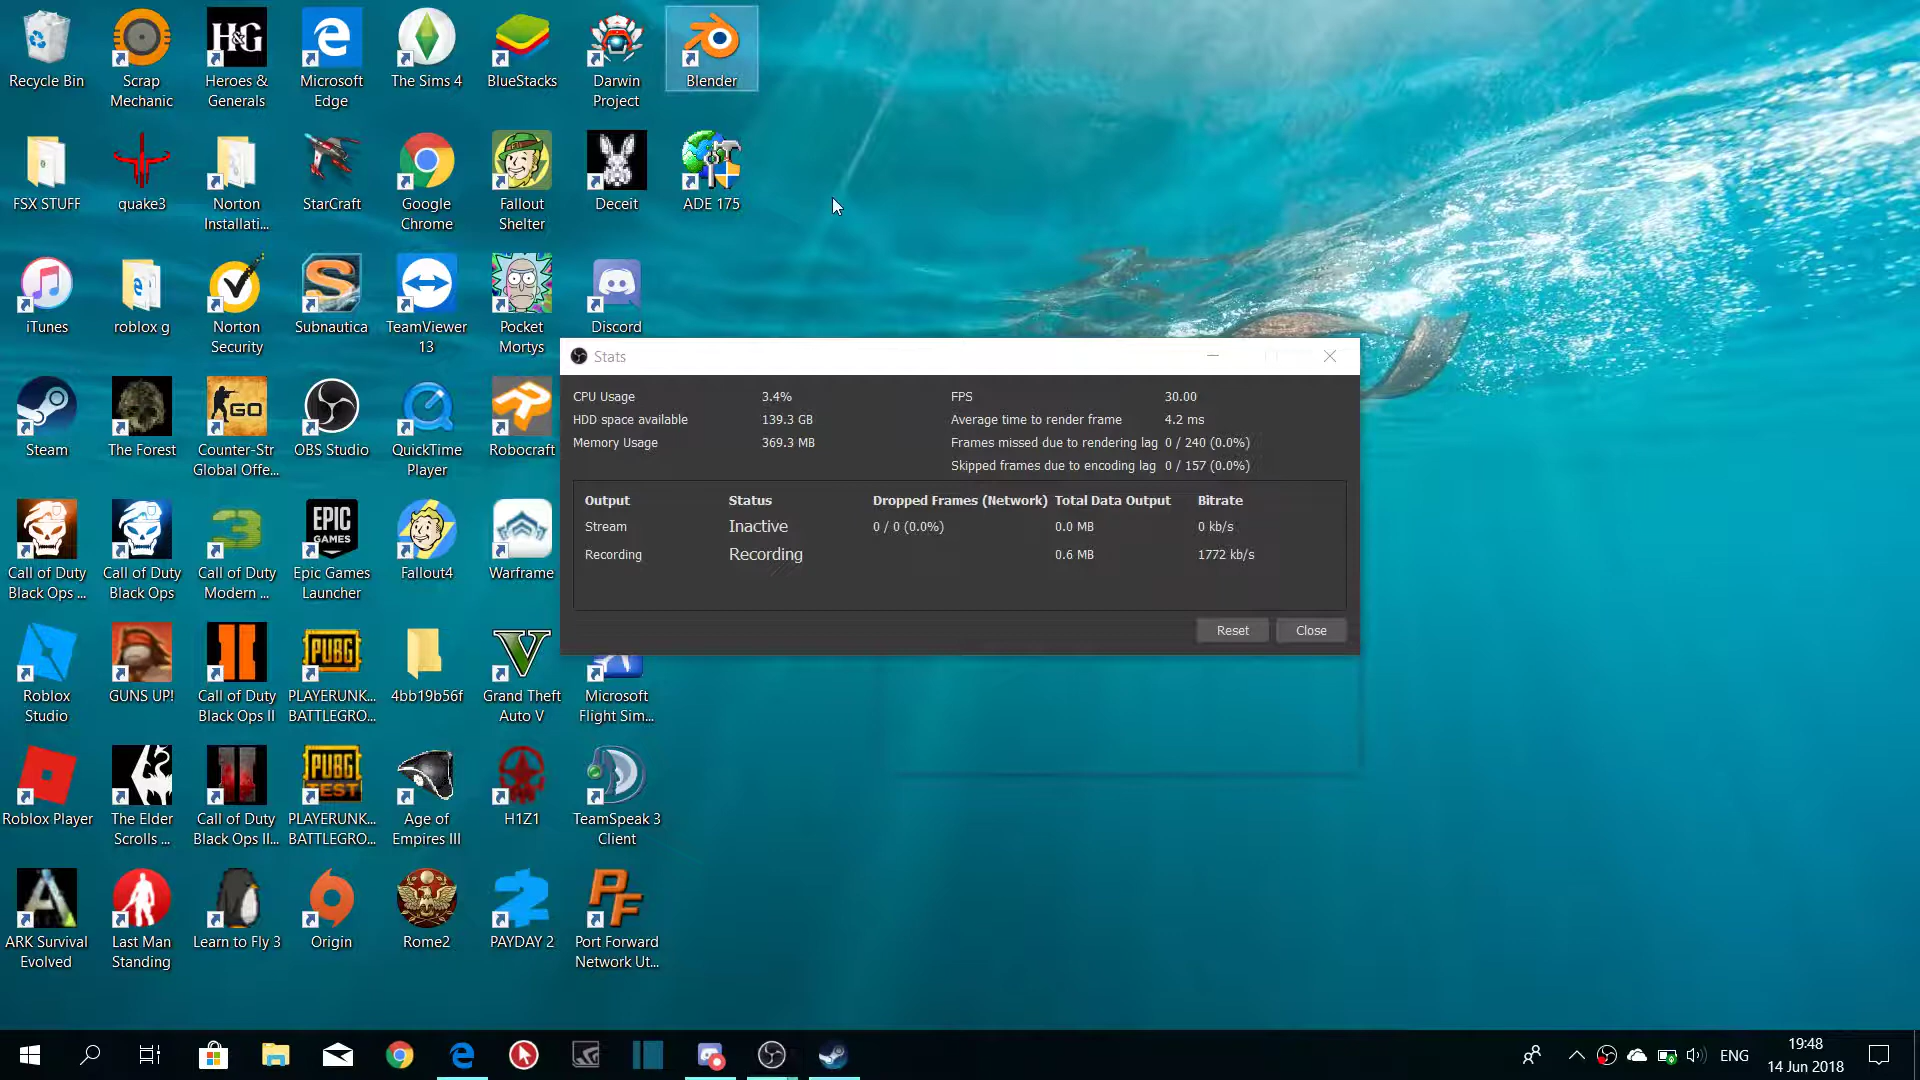 Recycle Bin
Scrap
Mechanic
H&G
Heroes &
Generals
Microsoft
Edge
The Sims 4
BlueStacks
Darwin
Project
Blender
FSX STUFF
quake3
Norton
Installati...
StarCraft
Google
Chrome
Fallout
Shelter
Deceit
ADE 175
iTunes
roblox g
Norton
Security
Subnautica
TeamViewer
13
Pocket
Mortys
Discord
Steam
The Forest
GO
Counter-Str
Global Offe...
OBS Studio
QuickTime
Player
Robocraft
Call of Duty
Black Ops ...
Call of Duty
Black Ops
3
Call of Duty
Modern ...
EPIC
GAMES
Epic Games
Launcher
Fallout4
Warframe
Roblox
Studio
GUNS UP!
Call of Duty
Black Ops II
PUBG
PLAYERUNK...
BATTLEGRO...
4bb19b56f
V
Grand Theft
Auto V
Microsoft
Flight Sim...
Roblox Player
The Elder
Scrolls ...
Call of Duty
Black Ops II...
PUBG
TEST
PLAYERUNK...
BATTLEGRO...
Age of
Empires III
H1Z1
TeamSpeak 3
Client
ARK Survival
Evolved
Last Man
Standing
Learn to Fly 3
Origin
Rome2
2
PAYDAY 2
PF
Port Forward
Network Ut...
Stats
CPU Usage 3.4% FPS 30.00
HDD space available 139.3 GB Average time to render frame 4.2 ms
Memory Usage 369.3 MB Frames missed due to rendering lag 0 / 240 (0.0%)
Skipped frames due to encoding lag 0 / 157 (0.0%)
Output Status Dropped Frames (Network) Total Data Output Bitrate
Stream Inactive 0 / 0 (0.0%) 0.0 MB 0 kb/s
Recording Recording 0.6 MB 1772 kb/s
Reset Close
ENG
19:48
14 Jun 2018